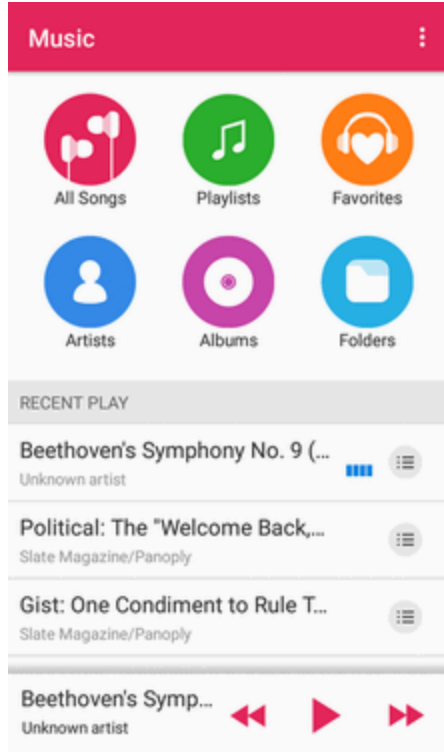 Music
All Songs
Playlists
Favorites
Artists
Albums
Folders
RECENT PLAY
Beethoven's Symphony No. 9 (...
Unknown artist
Political: The "Welcome Back,...
Slate Magazine/Panoply
Gist: One Condiment to Rule T...
Slate Magazine/Panoply
Beethoven's Symp...
Unknown artist